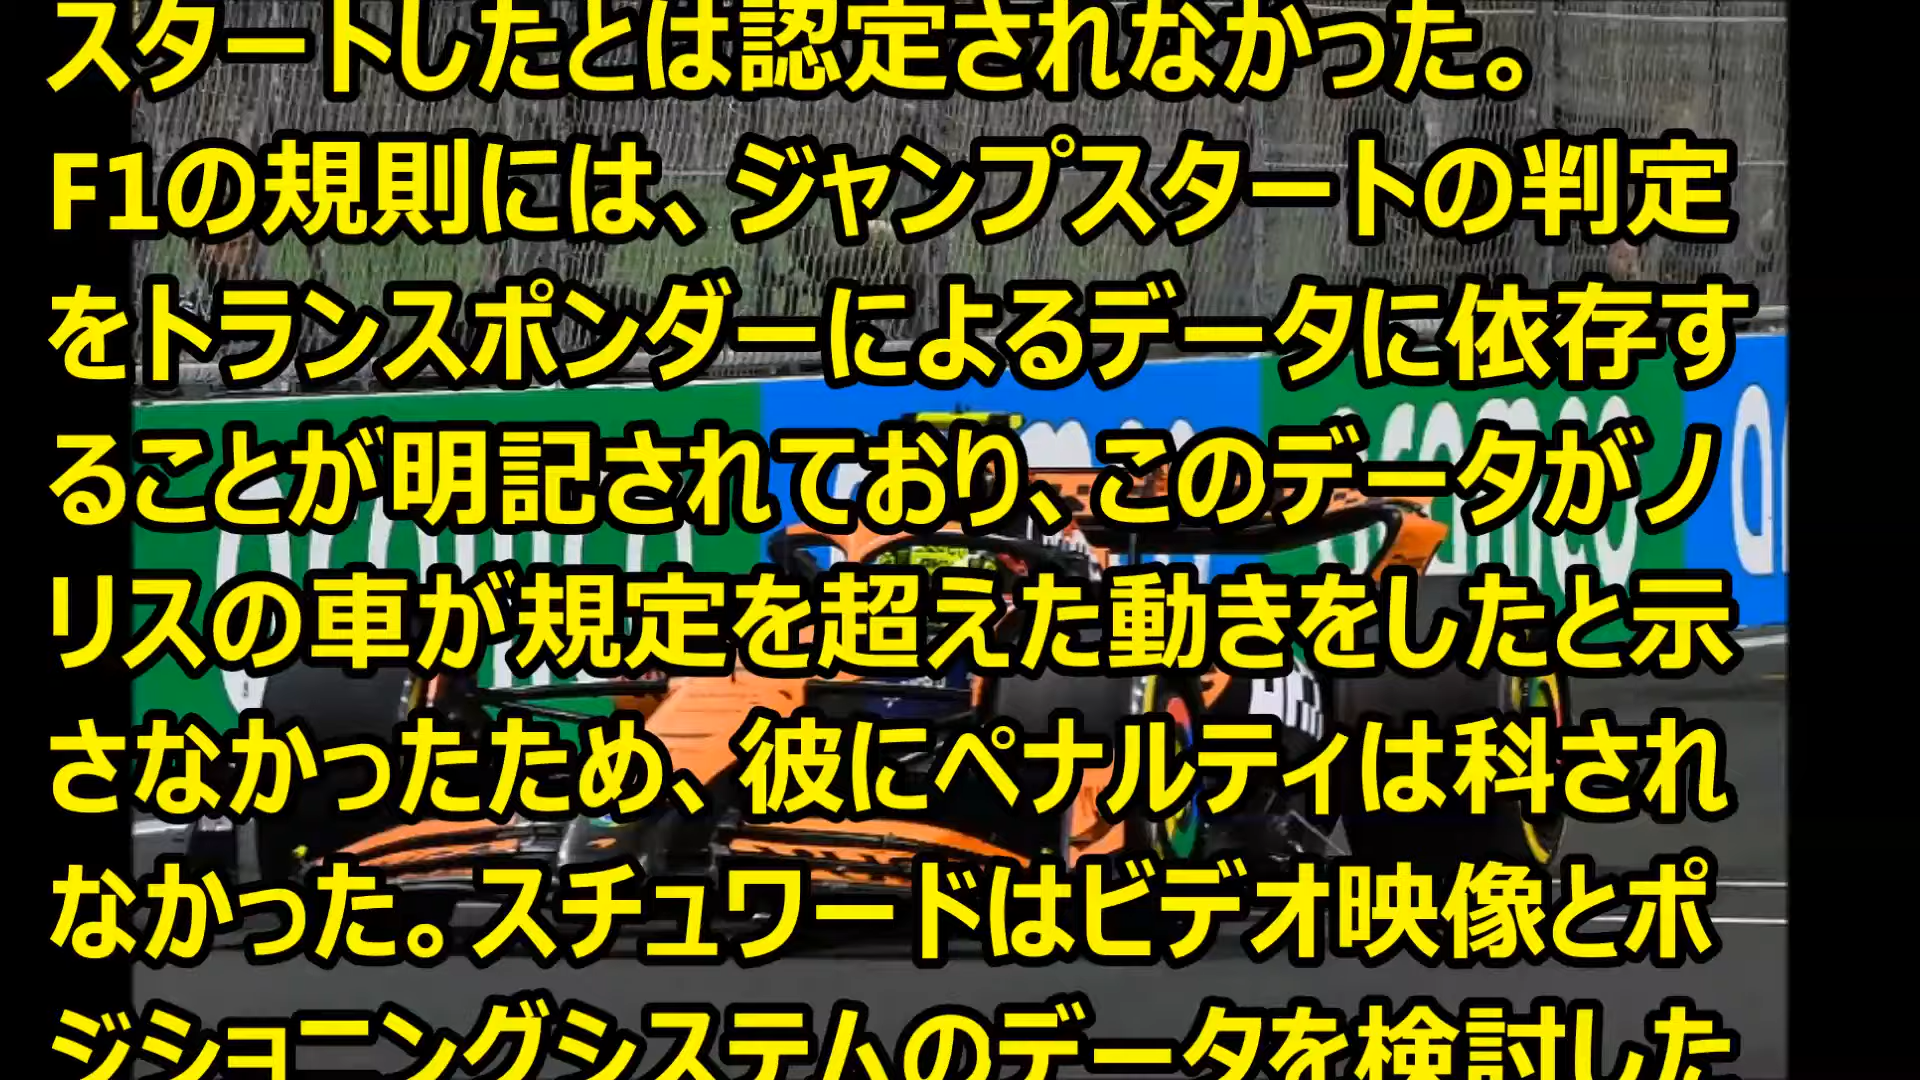 スタートしたとは認定されなかった。
F1の規則には、ジャンプスタートの判定
をトランスポンダーによるデータに依存す
ることが明記されており、このデータがノ
リスの車が規定を超えた動きをしたと示
さなかったため、彼にペナルティは科され
なかった。スチュワードはビデオ映像とポ
ジショニングシステムのデータを検討した
aramco